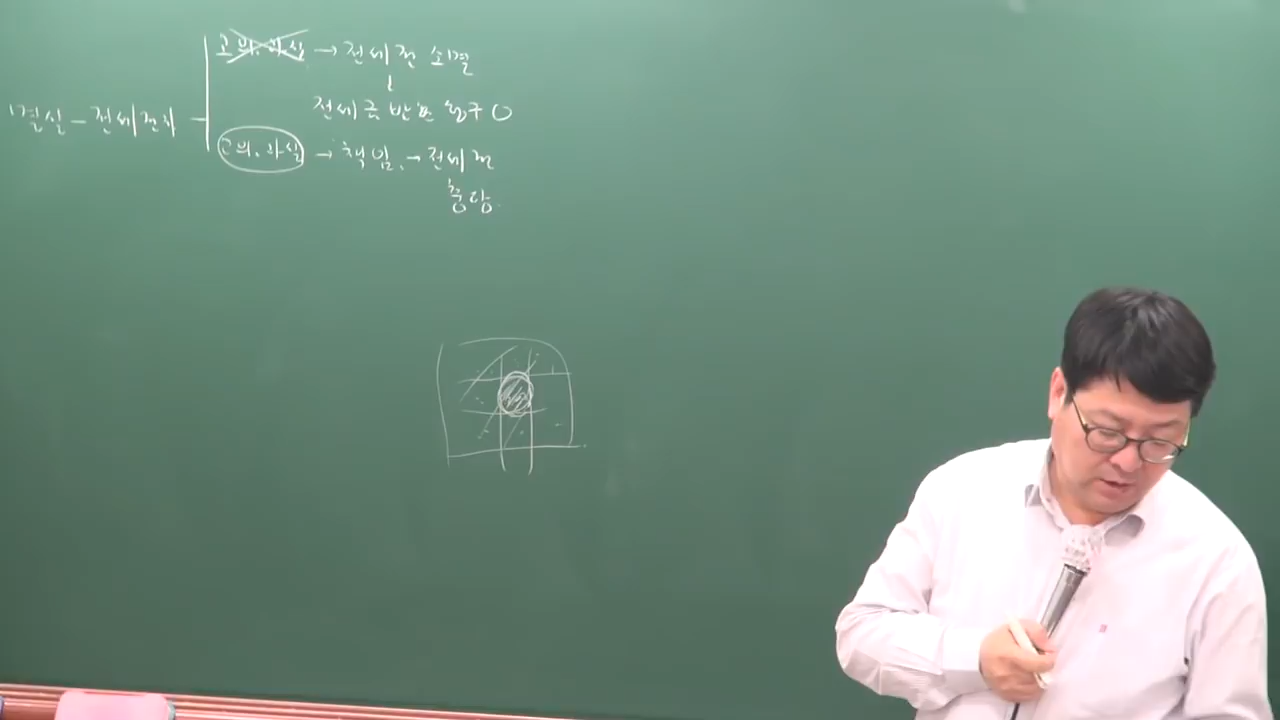 고의.과실 → 전세권 소멸
전세금 반환 청구 O
멸실 - 전세권자
고의.과실 → 책임. → 전세금
충당.